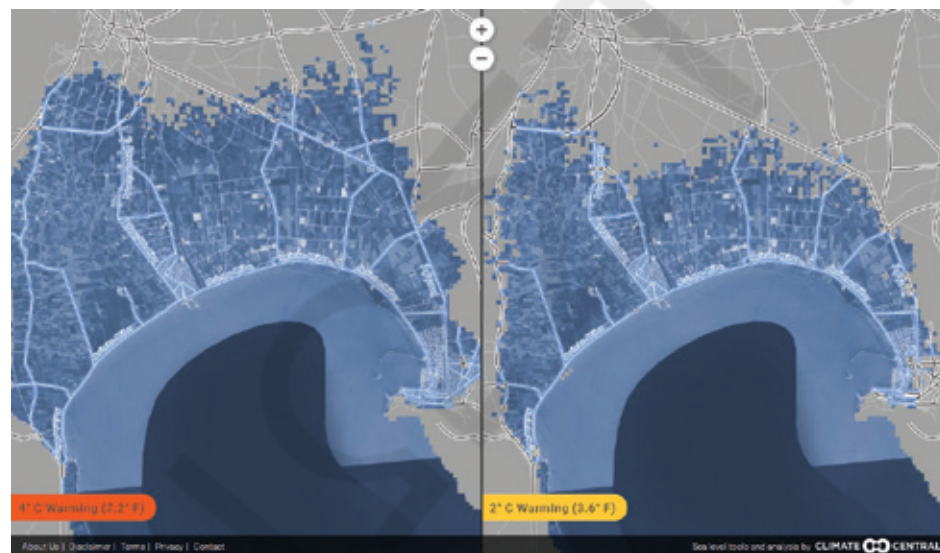 +
−
4° C Warming (7.2° F)
2° C Warming (3.6° F)
About Us | Disclaimer | Terms | Privacy | Contact
Sea level tools and analysis by CLIMATE CENTRAL